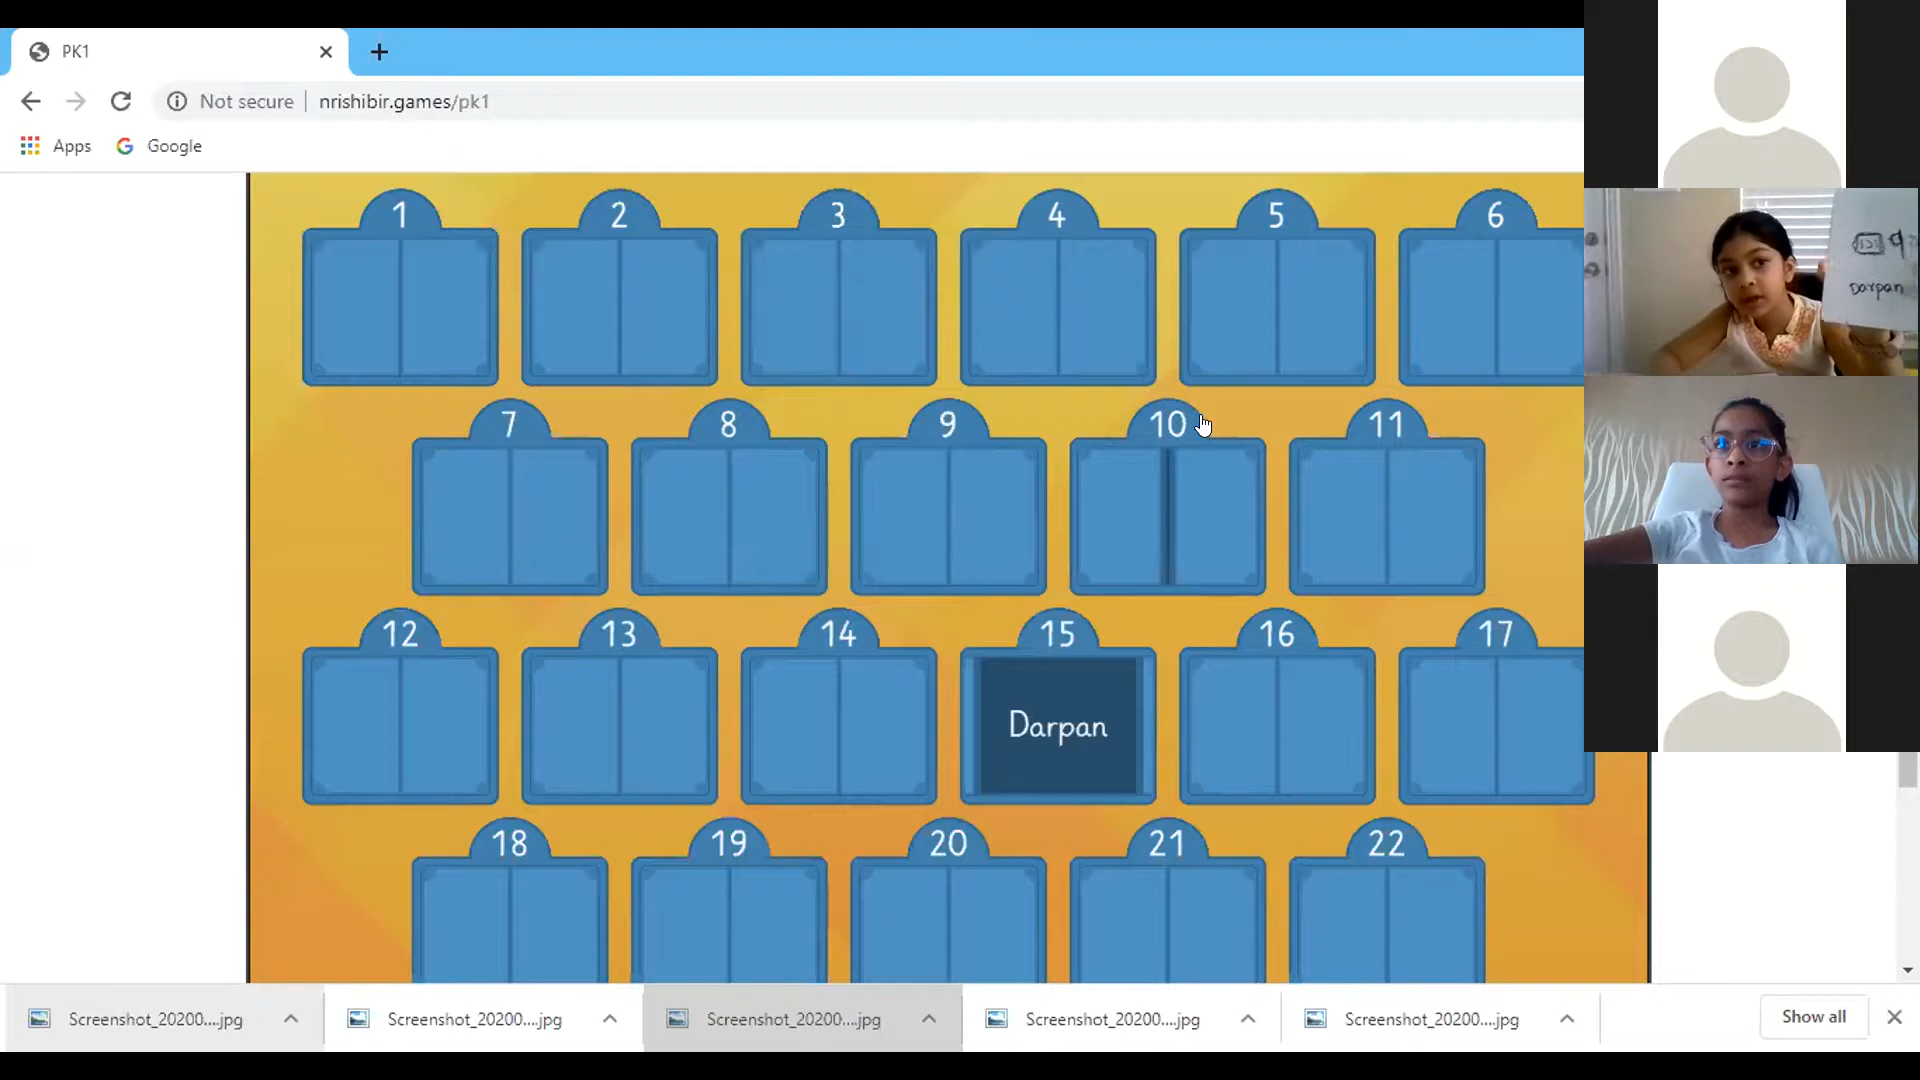 PK1
Not secure
nrishibir.games/pk1
Apps
Google
1
2
3
4
5
6
7
8
9
10
11
12
13
14
15
16
17
Darpan
18
19
20
21
22
Darpan
Screenshot_20200....jpg
Screenshot_20200....jpg
Screenshot_20200....jpg
Screenshot_20200....jpg
Screenshot_20200....jpg
Show all